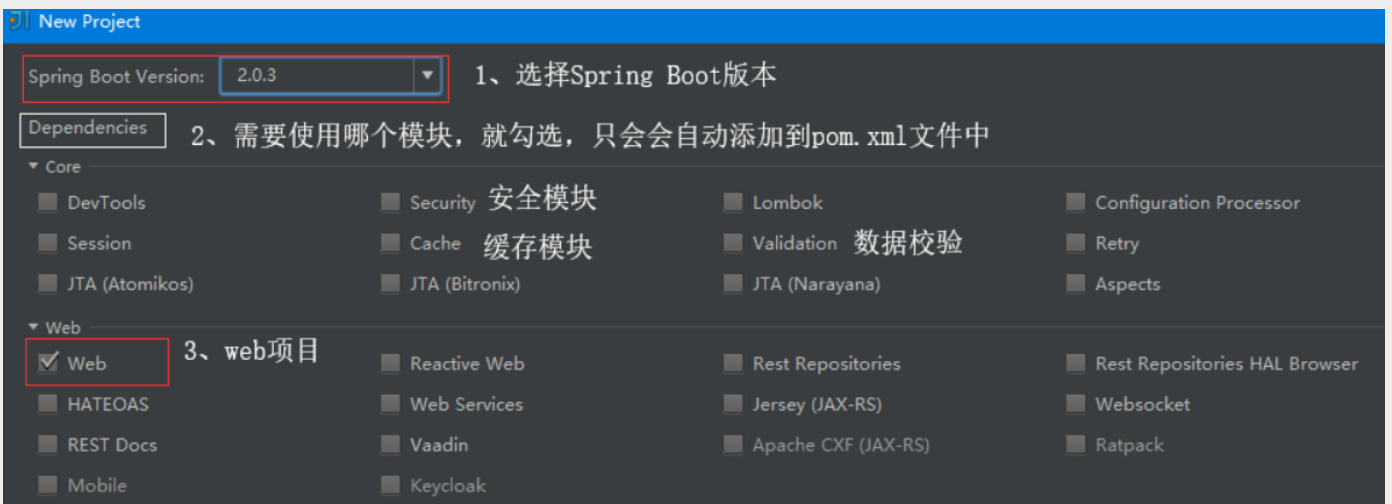 New Project
Spring Boot Version: 2.0.3 1、选择Spring Boot版本
Dependencies 2、需要使用哪个模块，就勾选，只会会自动添加到pom.xml文件中
Core
DevTools Security 安全模块 Lombok Configuration Processor
Session Cache 缓存模块 Validation 数据校验 Retry
JTA (Atomikos) JTA (Bitronix) JTA (Narayana) Aspects
Web
Web 3、web项目 Reactive Web Rest Repositories Rest Repositories HAL Browser
HATEOAS Web Services Jersey (JAX-RS) Websocket
REST Docs Vaadin Apache CXF (JAX-RS) Ratpack
Mobile Keycloak